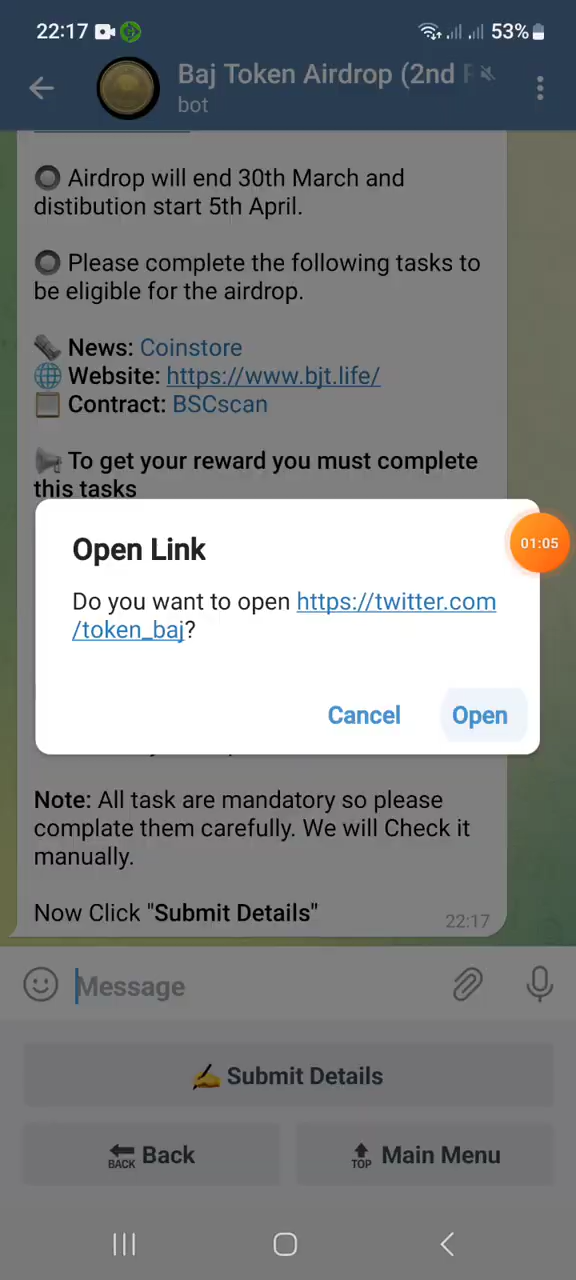 22:17
53%
Baj Token Airdrop (2nd
bot
Airdrop will end 30th March and
distibution start 5th April.
Please complete the following tasks to
be eligible for the airdrop.
News: Coinstore
Website: https://www.bjt.life/
Contract: BSCscan
To get your reward you must complete
this tasks
Open Link
01:05
Do you want to open https://twitter.com
/token_baj?
Cancel Open
Note: All task are mandatory so please
complate them carefully. We will Check it
manually.
Now Click "Submit Details"
22:17
Message
Submit Details
BACK Back
TOP Main Menu